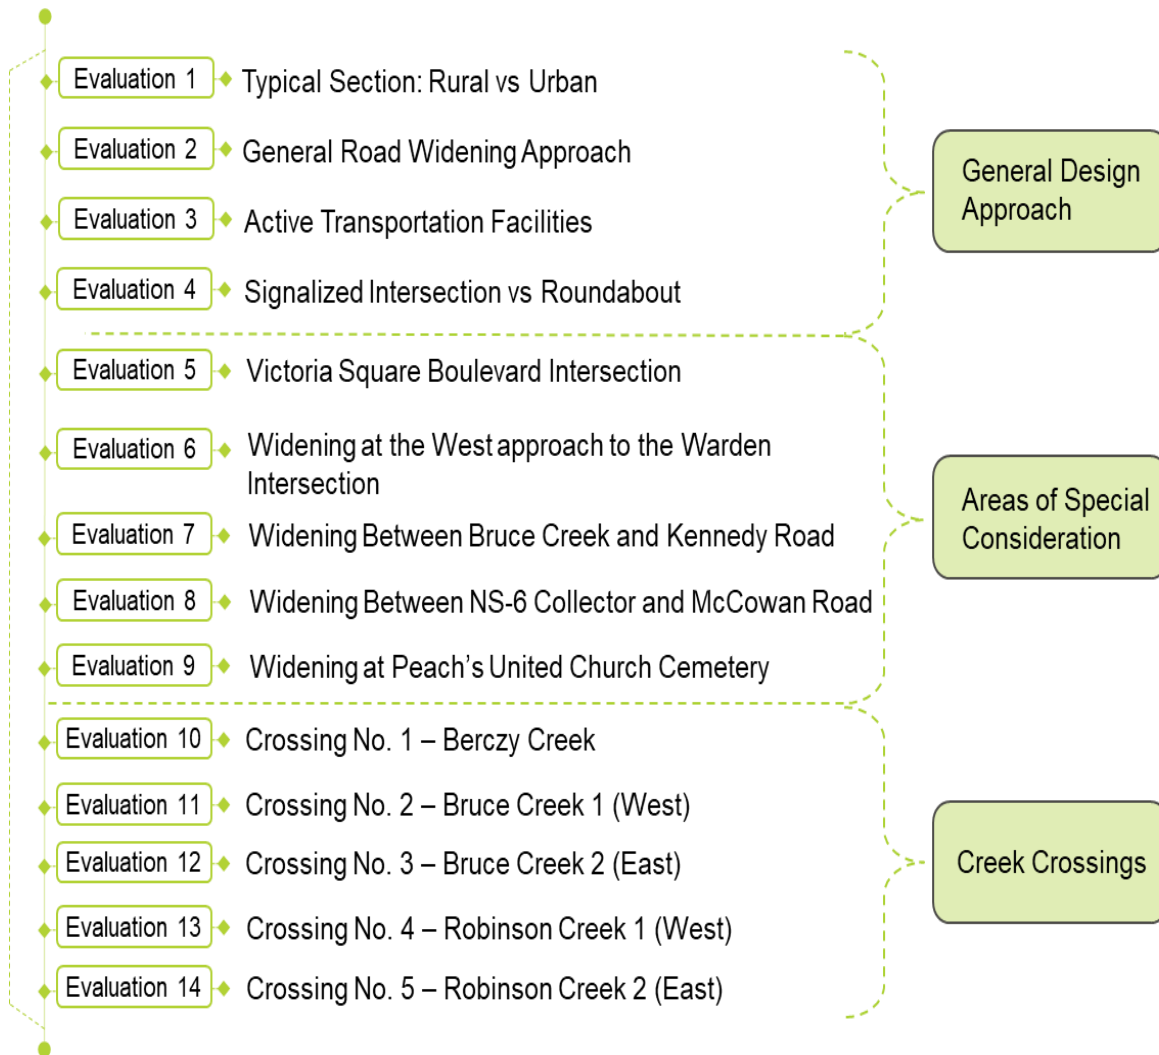 Evaluation 1
Typical Section: Rural vs Urban
Evaluation 2
General Road Widening Approach
Evaluation 3
Active Transportation Facilities
Evaluation 4
Signalized Intersection vs Roundabout
General Design
Approach
Evaluation 5
Victoria Square Boulevard Intersection
Evaluation 6
Widening at the West approach to the Warden
Intersection
Evaluation 7
Widening Between Bruce Creek and Kennedy Road
Evaluation 8
Widening Between NS-6 Collector and McCowan Road
Evaluation 9
Widening at Peach’s United Church Cemetery
Areas of Special
Consideration
Evaluation 10
Crossing No. 1 – Berczy Creek
Evaluation 11
Crossing No. 2 – Bruce Creek 1 (West)
Evaluation 12
Crossing No. 3 – Bruce Creek 2 (East)
Evaluation 13
Crossing No. 4 – Robinson Creek 1 (West)
Evaluation 14
Crossing No. 5 – Robinson Creek 2 (East)
Creek Crossings